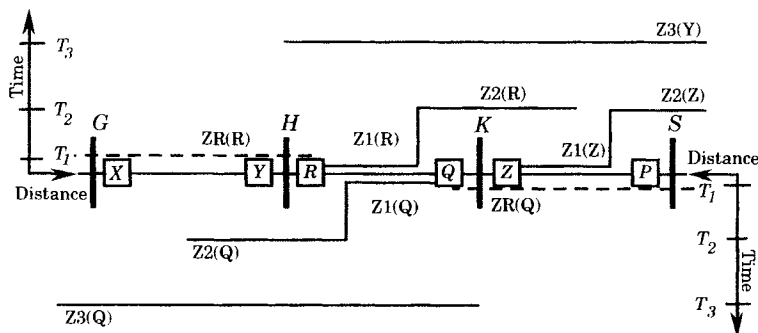 Z3(Y)
T3
Time
T2
Z2(R)
Z2(Z)
G
H
K
S
T1
ZR(R)
Z1(R)
Z1(Z)
Distance
X
Y
R
Q
Z
P
Distance
Z1(Q)
ZR(Q)
T1
Z2(Q)
T2
Time
Z3(Q)
T3